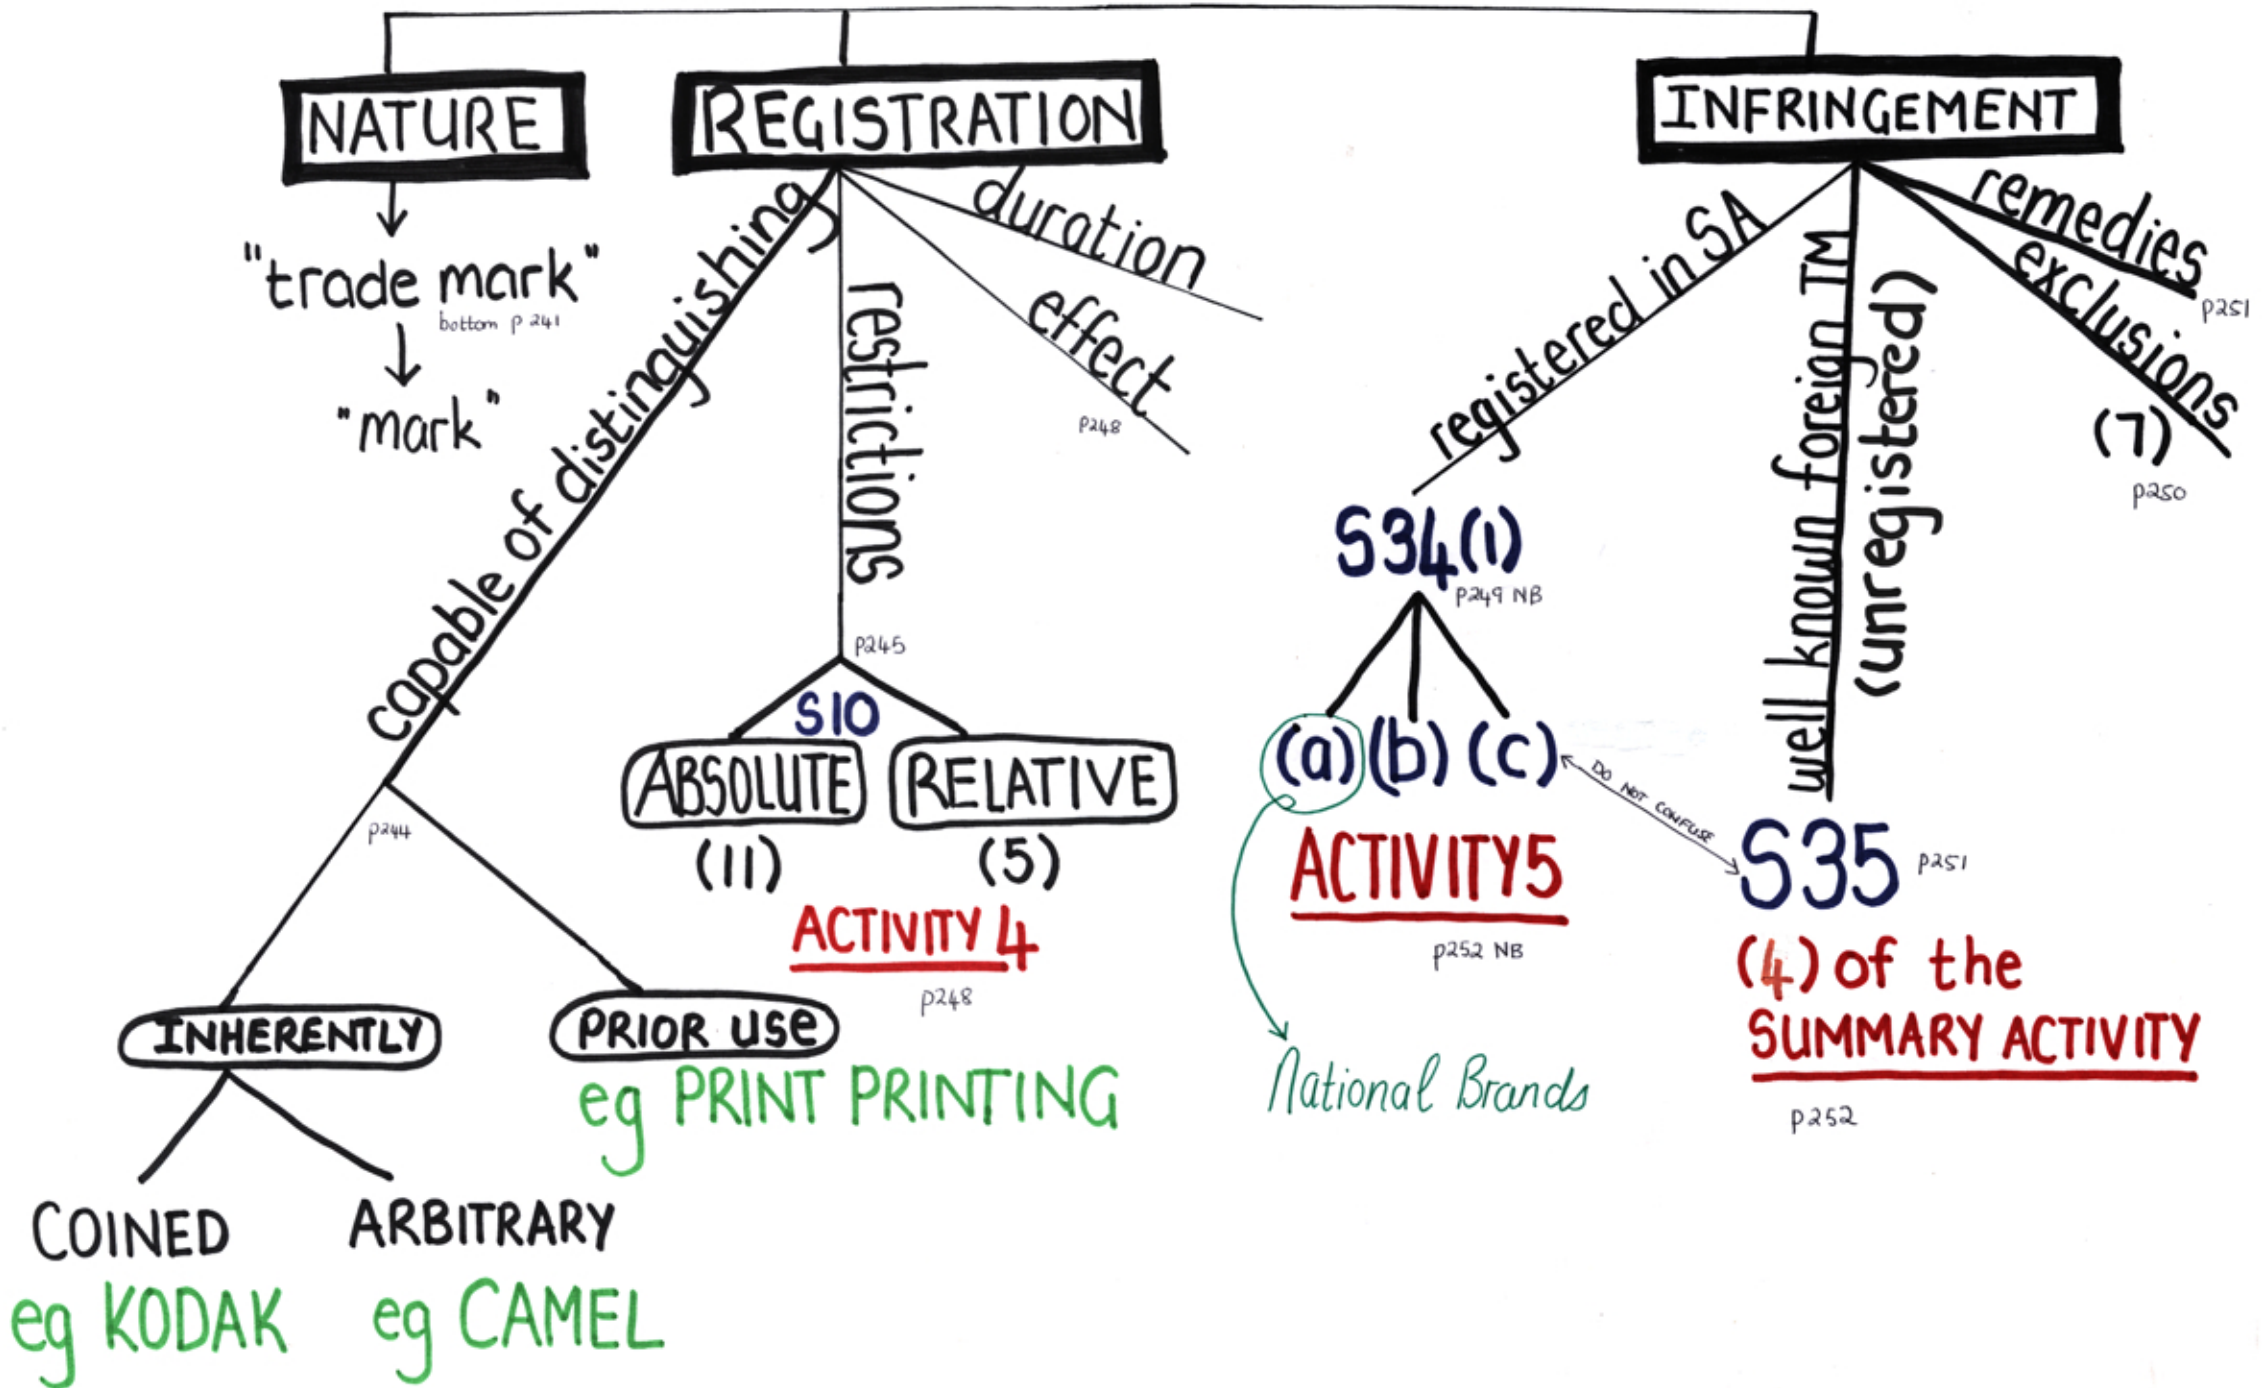 NATURE
"trade mark"
bottom p 241
"mark"
REGISTRATION
capable of distinguishing
p244
INHERENTLY
COINED
eg KODAK
ARBITRARY
eg CAMEL
PRIOR use
eg PRINT PRINTING
restrictions
p245
S10
ABSOLUTE
(11)
RELATIVE
(5)
ACTIVITY 4
p248
effect
p248
duration
INFRINGEMENT
registered in SA
S34(1)
p249 NB
(a) (b) (c)
National Brands
ACTIVITY5
p252 NB
DO NOT CONFUSE
well known foreign TM
(unregistered)
S35
p251
(4) of the
SUMMARY ACTIVITY
p252
exclusions
(7)
p250
remedies
p251